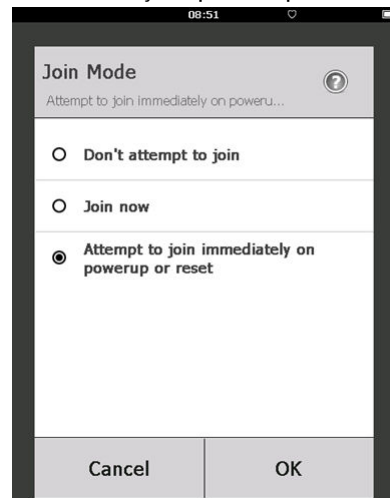 08:51
Join Mode
?
Attempt to join immediately on poweru...
Don't attempt to join
Join now
Attempt to join immediately on
powerup or reset
Cancel
OK